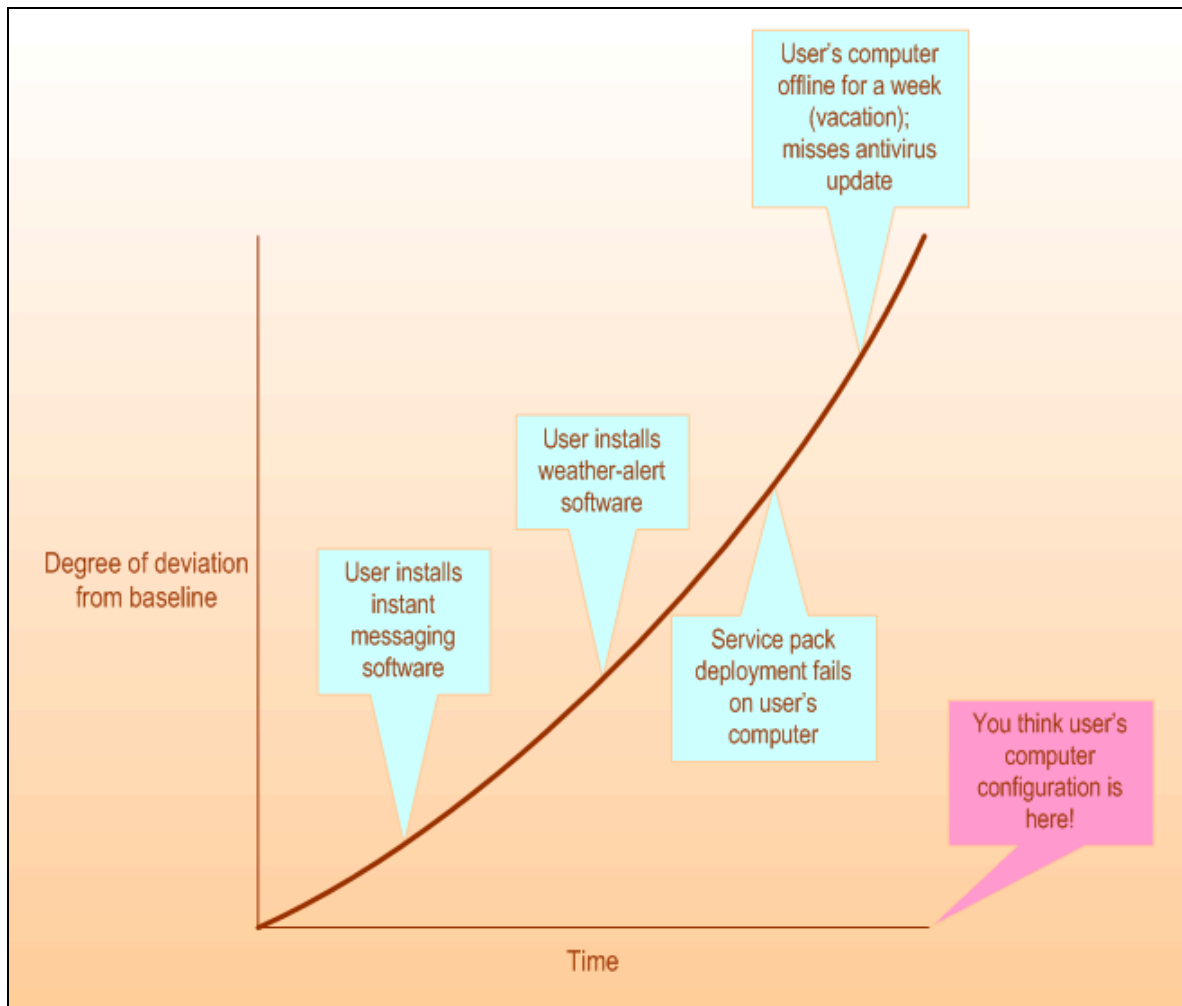 User’s computer
offline for a week
(vacation);
misses antivirus
update
User installs
weather-alert
software
Degree of deviation
from baseline
User installs
instant
messaging
software
Service pack
deployment fails
on user’s
computer
You think user’s
computer
configuration is
here!
Time